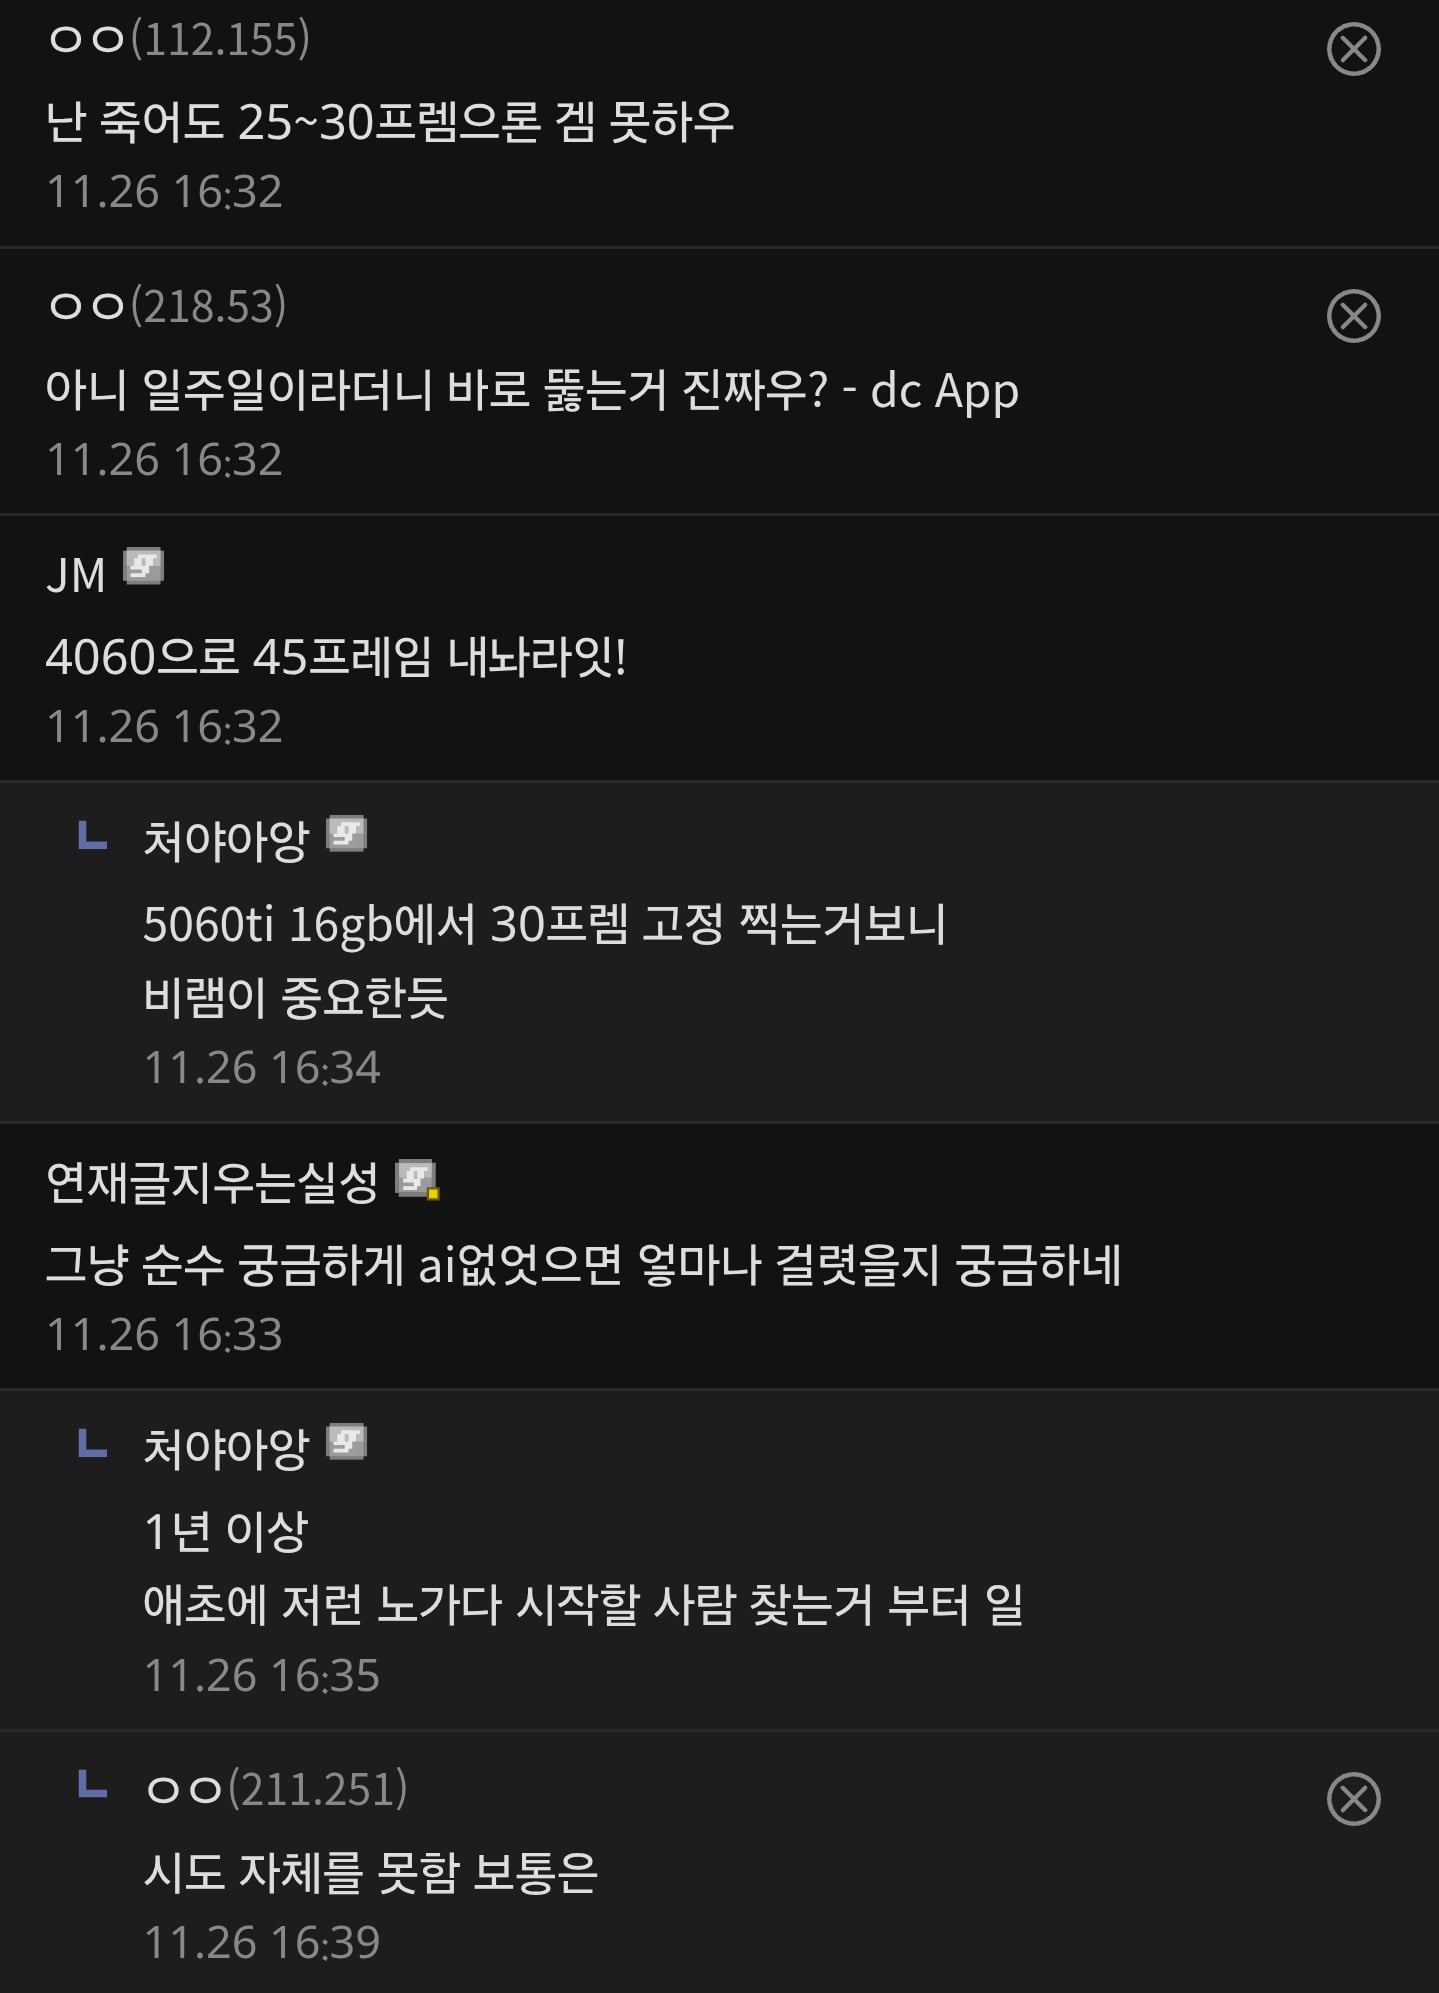 ㅇㅇ(112.155)
난 죽어도 25~30프렘으론 겜 못하우
11.26 16:32
ㅇㅇ(218.53)
아니 일주일이라더니 바로 뚫는거 진짜우? - dc App
11.26 16:32
JM
4060으로 45프레임 내놔라잇!
11.26 16:32
처야아앙
5060ti 16gb에서 30프렘 고정 찍는거보니
비램이 중요한듯
11.26 16:34
연재글지우는실성
그냥 순수 궁금하게 ai없엇으면 얼마나 걸렷을지 궁금하네
11.26 16:33
처야아앙
1년 이상
애초에 저런 노가다 시작할 사람 찾는거 부터 일
11.26 16:35
ㅇㅇ(211.251)
시도 자체를 못함 보통은
11.26 16:39